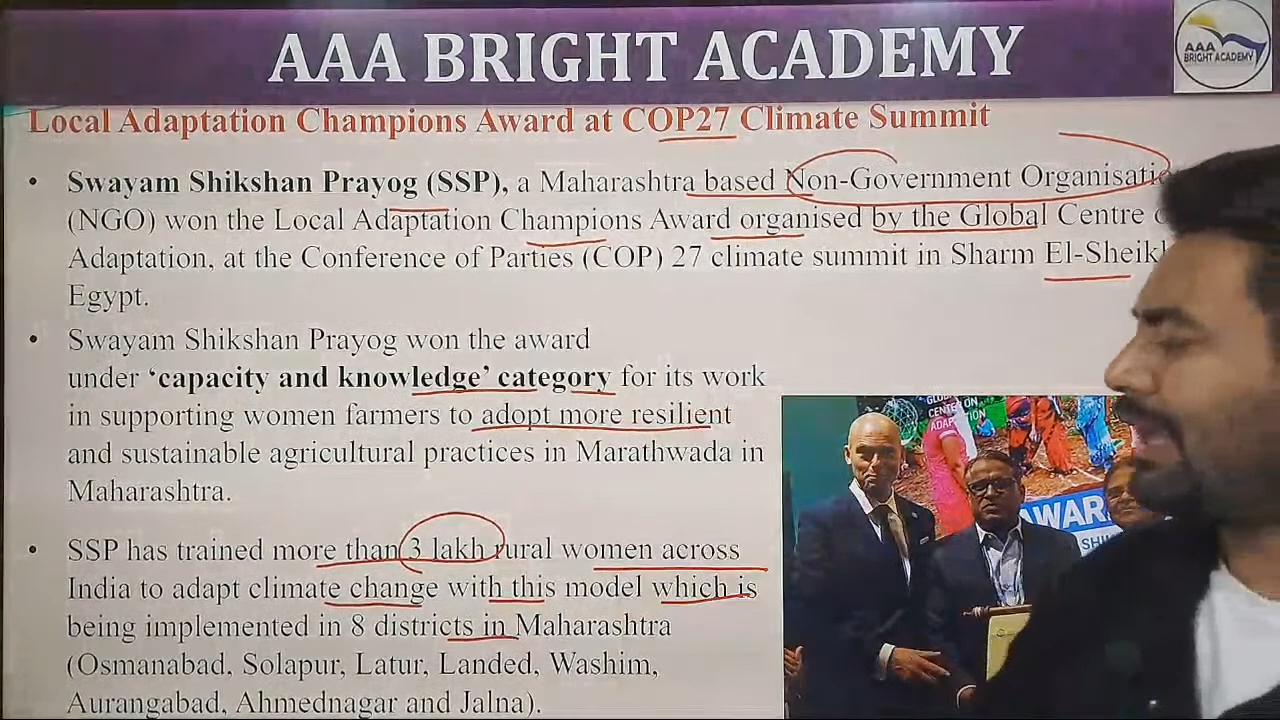 AAA BRIGHT ACADEMY
AAA
BRIGHT ACADEMY
Local Adaptation Champions Award at COP27 Climate Summit
• Swayam Shikshan Prayog (SSP), a Maharashtra based Non-Government
(NGO) won the Local Adaptation Champions Award organised by the Global Centre
Adaptation, at the Conference of Parties (COP) 27 climate summit in Sharm
Egypt.
• Swayam Shikshan Prayog won the award
under ‘capacity and knowledge’ category for its work
in supporting women farmers to adopt more resilient
and sustainable agricultural practices in Marathwada in
Maharashtra.
• SSP has trained more than 3 lakh rural women across
India to adapt climate change with this model which is
being implemented in 8 districts in Maharashtra
(Osmanabad, Solapur, Latur, Landed, Washim,
Aurangabad, Ahmednagar and Jalna).
CENTER ON